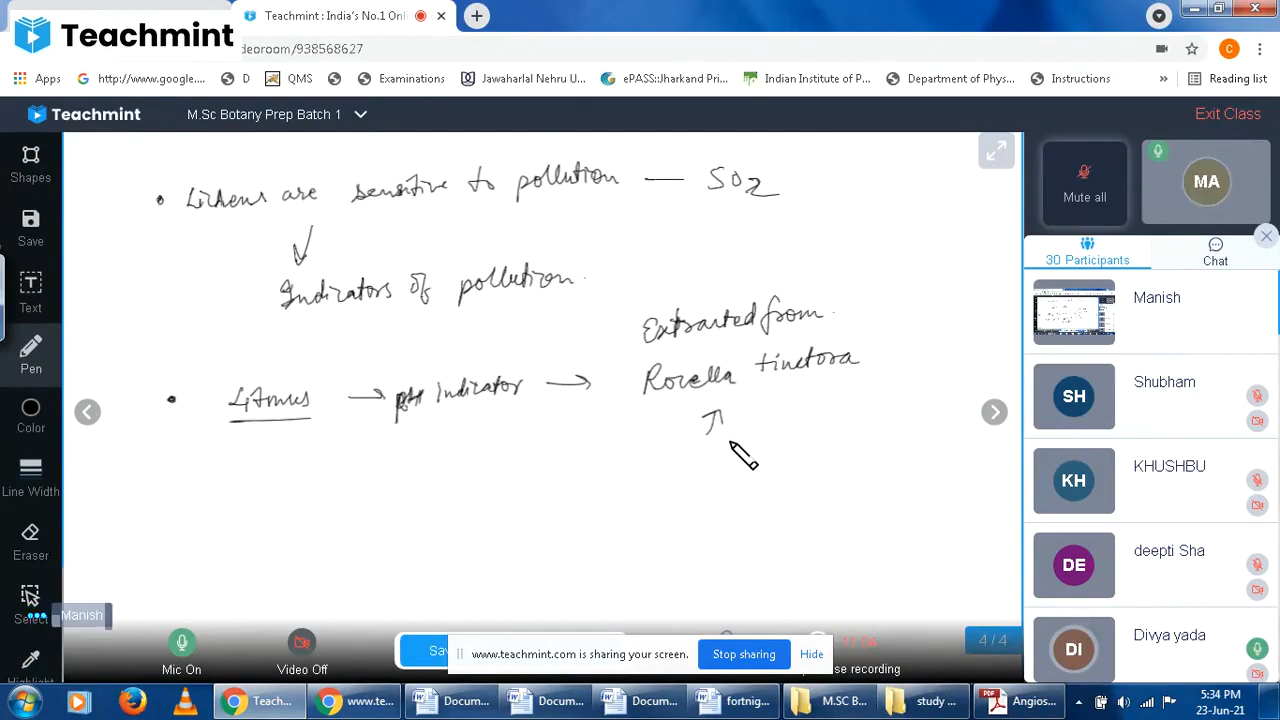 Teachmint : India's No.1 Onl
Teachmint
deoroom/938568627
Apps
http://www.google....
D
QMS
Examinations
Jawaharlal Nehru U...
ePASS::Jharkand Pri...
Indian Institute of P...
Department of Phys...
Instructions
»
Reading list
Teachmint
M.Sc Botany Prep Batch 1
Exit Class
Shapes
Save
Text
Pen
Color
Line Width
Eraser
Select
Manish
• Lichens are sensitive to pollution — SO2
Indicators of pollution.
Extracted from
• Litmus → pH indicator → Rocella tinctora
MA
Mute all
30 Participants
Chat
Manish
SH
Shubham
KH
KHUSHBU
DE
deepti Sha
DI
Divya yada
Mic On
Video Off
www.teachmint.com is sharing your screen.
Stop sharing
Hide
se recording
4 / 4
Teach...
www.te...
Docum...
Docum...
Docum...
fortnig...
M.SC B...
study ...
Angios...
5:34 PM
23-Jun-21